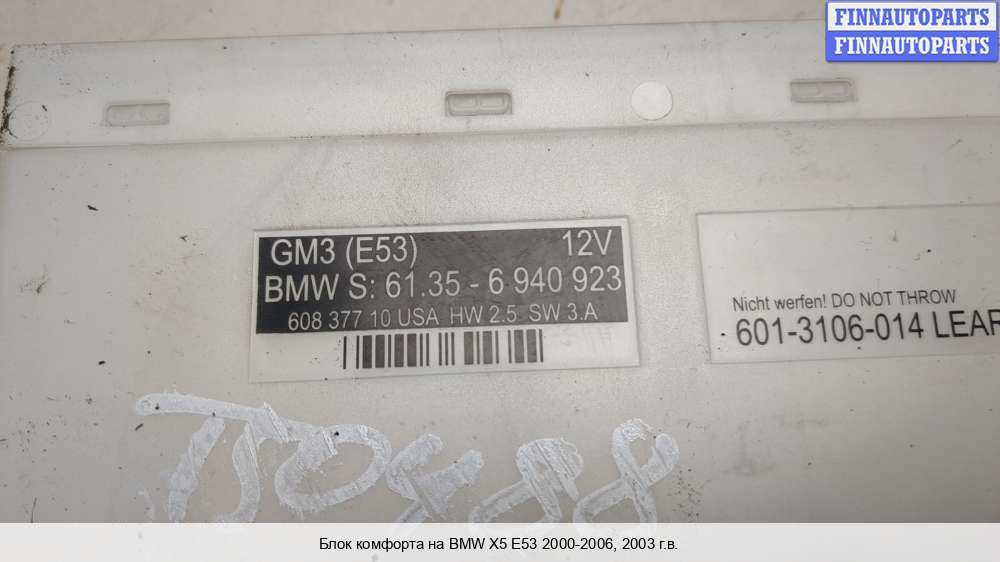 FINNAUTOPARTS
FINNAUTOPARTS
GM3 (E53) 12V
BMW S: 61.35 - 6 940 923
608 377 10 USA HW 2.5 SW 3.A
Nicht werfen! DO NOT THROW
601-3106-014 LEAR
Блок комфорта на BMW X5 E53 2000-2006, 2003 г.в.